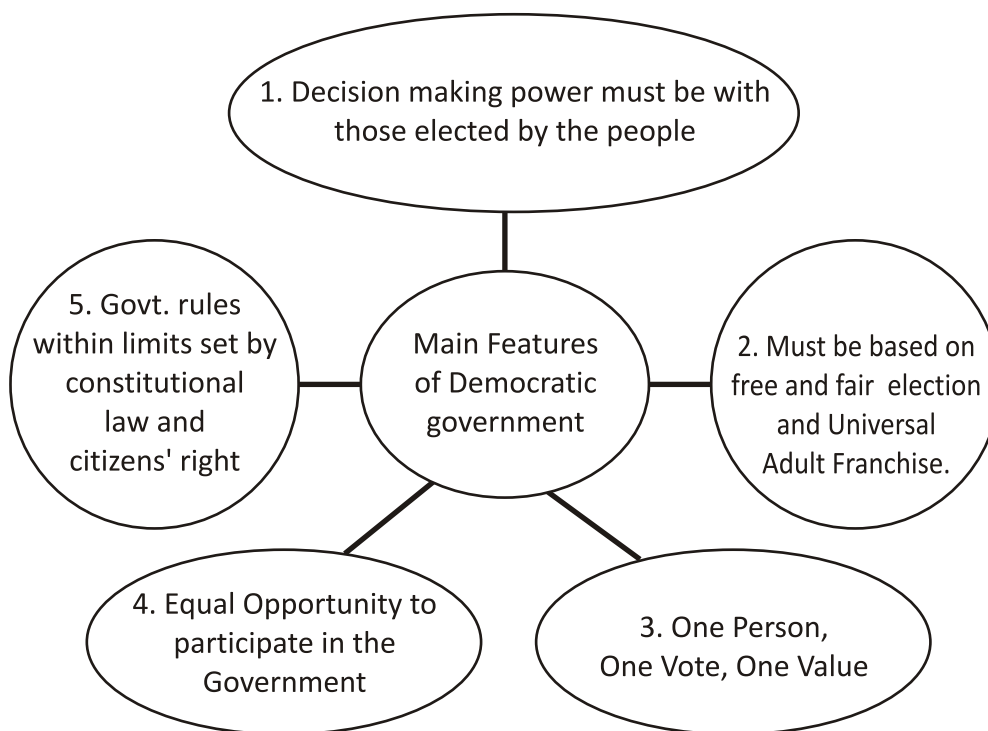 1. Decision making power must be with
those elected by the people
Main Features
of Democratic
government
2. Must be based on
free and fair election
and Universal
Adult Franchise.
3. One Person,
One Vote, One Value
4. Equal Opportunity to
participate in the
Government
5. Govt. rules
within limits set by
constitutional
law and
citizens' right